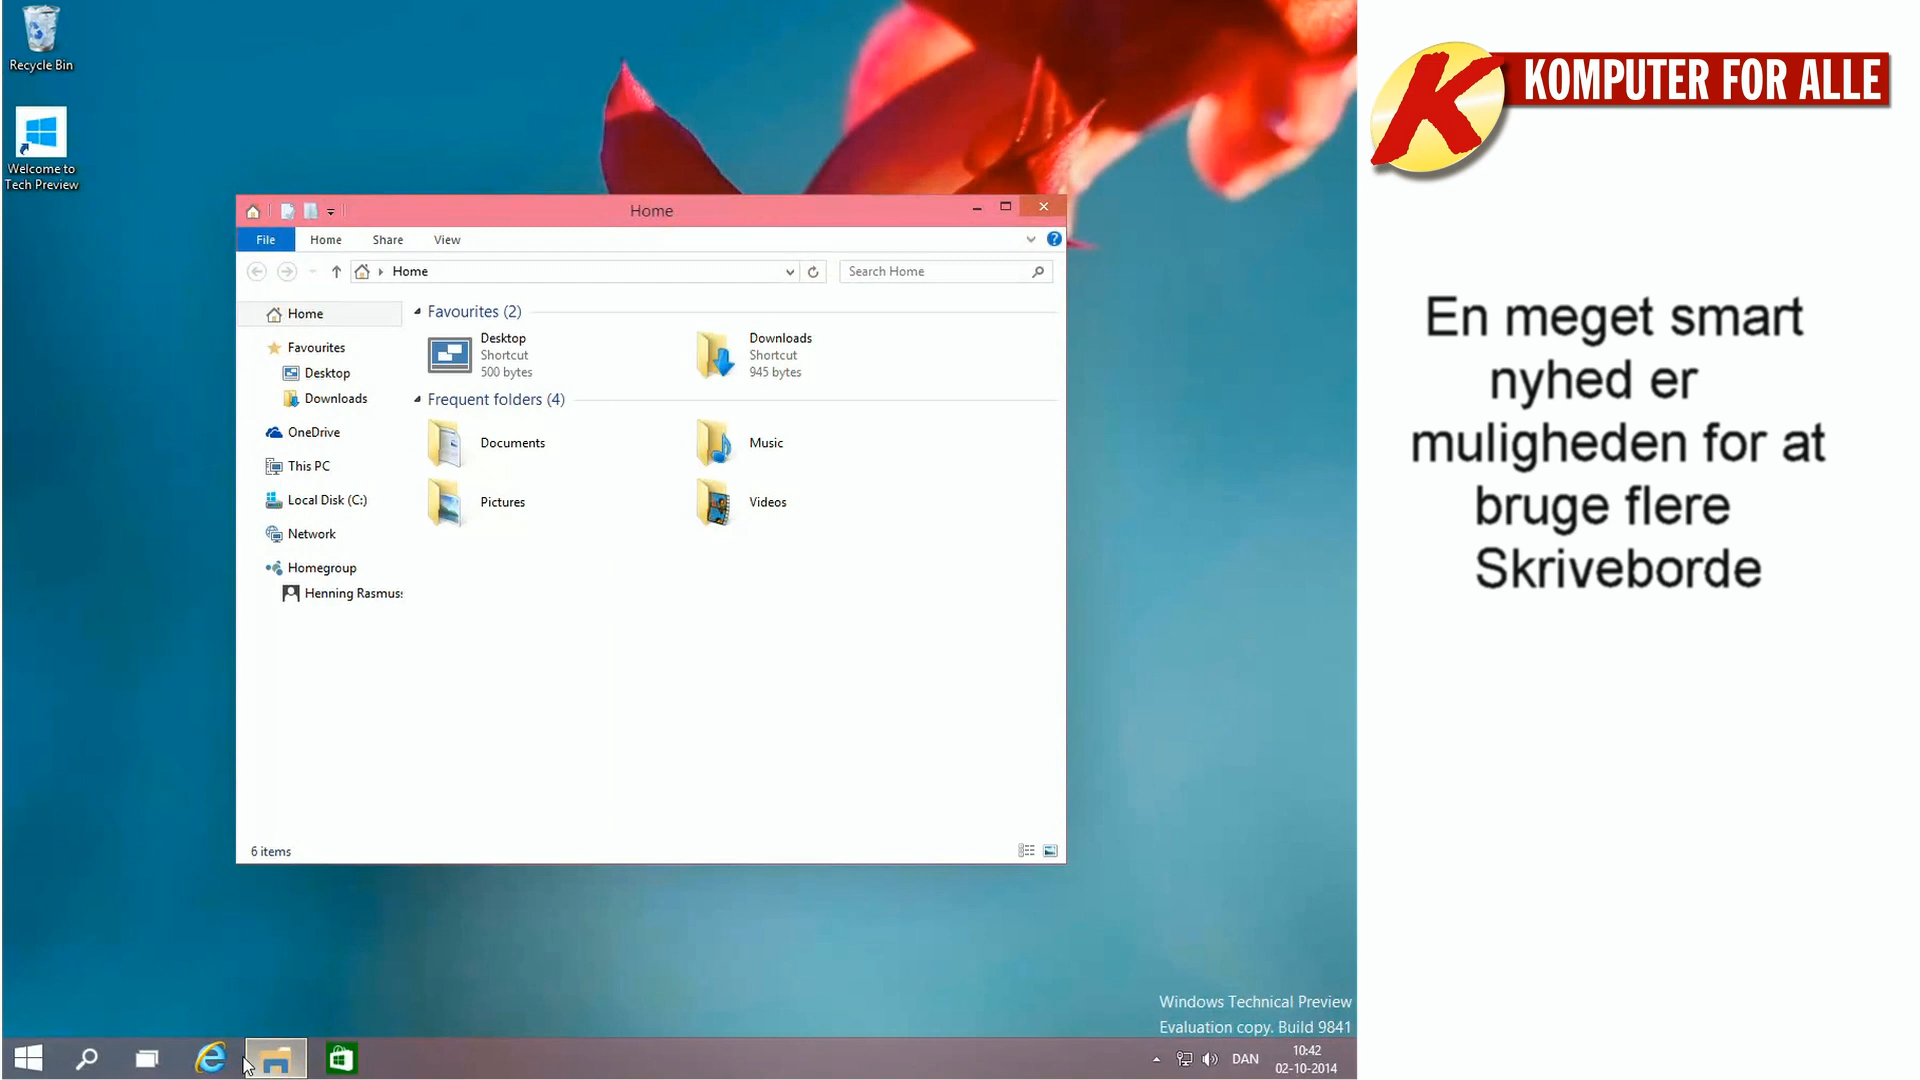 Recycle Bin
Welcome to
Tech Preview
Home
File
Home
Share
View
Home
Search Home
Home
Favourites
Desktop
Downloads
OneDrive
This PC
Local Disk (C:)
Network
Homegroup
Henning Rasmus
Favourites (2)
Desktop
Shortcut
500 bytes
Downloads
Shortcut
945 bytes
Frequent folders (4)
Documents
Music
Pictures
Videos
6 items
Windows Technical Preview
Evaluation copy. Build 9841
DAN
10:42
02-10-2014
K KOMPUTER FOR ALLE
En meget smart
nyhed er
muligheden for at
bruge flere
Skriveborde